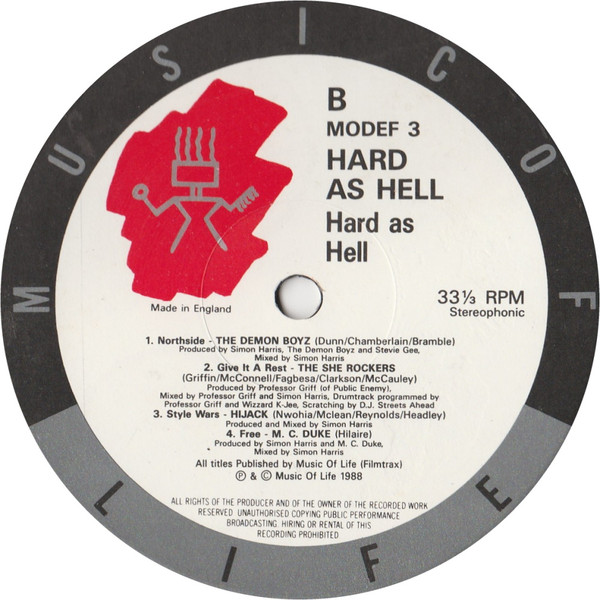 MUSIC OF LIFE
B
MODEF 3
HARD
AS HELL
Hard as
Hell
Made in England
33⅓ RPM
Stereophonic
1. Northside - THE DEMON BOYZ (Dunn/Chamberlain/Bramble)
Produced by Simon Harris, The Demon Boyz and Stevie Gee,
Mixed by Simon Harris
2. Give It A Rest - THE SHE ROCKERS
(Griffin/McConnell/Fagbesa/Clarkson/McCauley)
Produced by Professor Griff (of Public Enemy),
Mixed by Professor Griff and Simon Harris, Drumtrack programmed by
Professor Griff and Wizzard K-Jee, Scratching by D.J. Streets Ahead
3. Style Wars - HIJACK (Nwohia/Mclean/Reynolds/Headley)
Produced and Mixed by Simon Harris
4. Free - M. C. DUKE (Hilaire)
Produced by Simon Harris and M. C. Duke,
Mixed by Simon Harris
All titles Published by Music Of Life (Filmtrax)
℗ & © Music Of Life 1988
ALL RIGHTS OF THE PRODUCER AND OF THE OWNER OF THE RECORDED WORK
RESERVED UNAUTHORISED COPYING PUBLIC PERFORMANCE
BROADCASTING. HIRING OR RENTAL OF THIS
RECORDING PROHIBITED